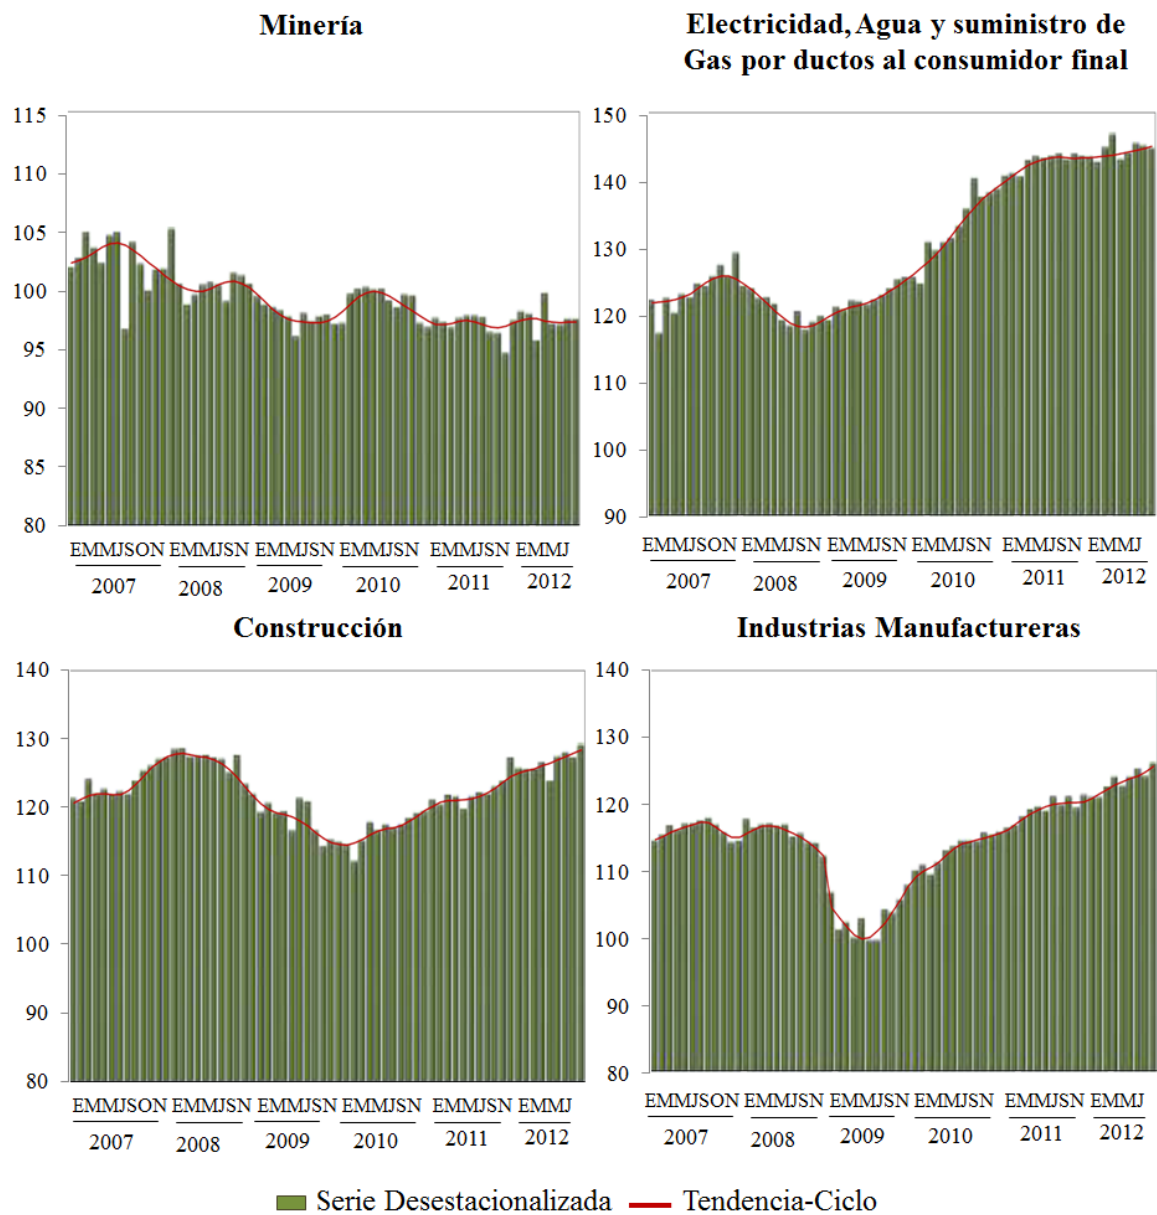 Minería
115
110
105
100
95
90
85
80
EMMJSON EMMJSN EMMJSN EMMJSN EMMJSN EMMJ
2007 2008 2009 2010 2011 2012
Electricidad, Agua y suministro de
Gas por ductos al consumidor final
150
140
130
120
110
100
90
EMMJSON EMMJSN EMMJSN EMMJSN EMMJSN EMMJ
2007 2008 2009 2010 2011 2012
Construcción
140
130
120
110
100
90
80
EMMJSON EMMJSN EMMJSN EMMJSN EMMJSN EMMJ
2007 2008 2009 2010 2011 2012
Industrias Manufactureras
140
130
120
110
100
90
80
EMMJSON EMMJSN EMMJSN EMMJSN EMMJSN EMMJ
2007 2008 2009 2010 2011 2012
Serie Desestacionalizada Tendencia-Ciclo